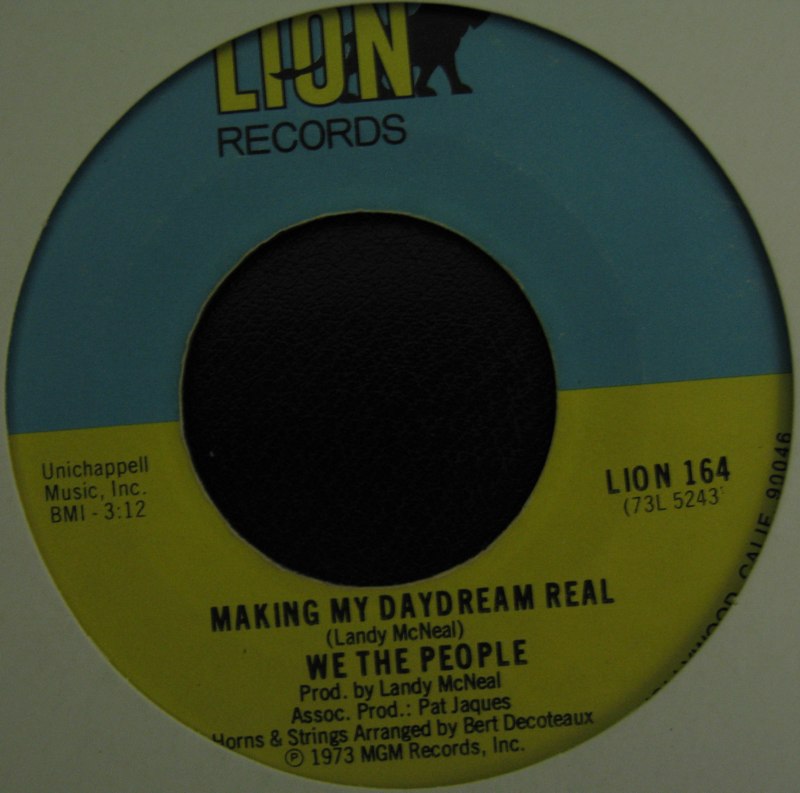 LION
RECORDS
Unichappell
Music, Inc.
BMI - 3:12
LION 164
(73L 5243
CALIF. 90046
MAKING MY DAYDREAM REAL
(Landy McNeal)
WE THE PEOPLE
Prod. by Landy McNeal
Assoc. Prod.: Pat Jaques
Horns & Strings Arranged by Bert Decoteaux
℗ 1973 MGM Records, Inc.